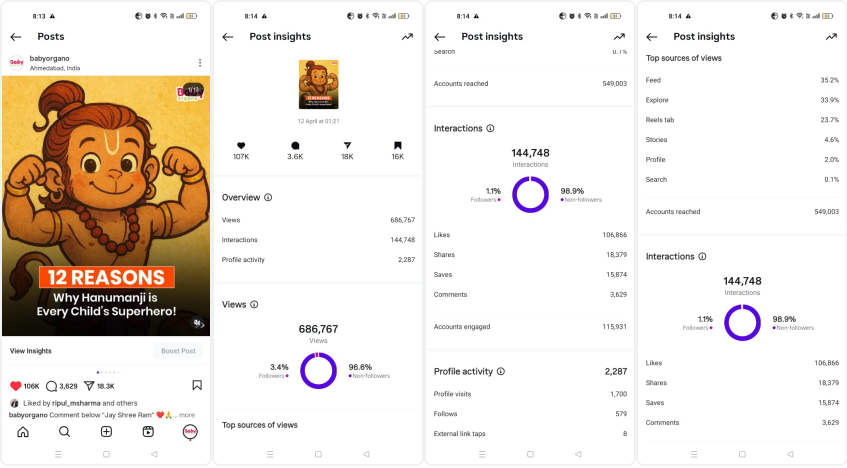 8:13
Posts
babyorgano
Ahmedabad, India
1/13
12 REASONS
Why Hanumanji is
Every Child's Superhero!
View Insights
Boost Post
106K 3,629 18.3K
Liked by ripul_msharma and others
babyorgano Comment below "Jay Shree Ram" ❤️🙏... more
baby
8:14
Post insights
12 REASONS
12 April at 01:21
107K 3.6K 18K 16K
Overview
Views 686,767
Interactions 144,748
Profile activity 2,287
Views
686,767
Views
3.4% 96.6%
Followers Non-followers
Top sources of views
8:14
Post insights
Search 0.1%
Accounts reached 549,003
Interactions
144,748
Interactions
1.1% 98.9%
Followers Non-followers
Likes 106,866
Shares 18,379
Saves 15,874
Comments 3,629
Accounts engaged 115,931
Profile activity 2,287
Profile visits 1,700
Follows 579
External link taps 8
8:14
Post insights
Top sources of views
Feed 35.2%
Explore 33.9%
Reels tab 23.7%
Stories 4.6%
Profile 2.0%
Search 0.1%
Accounts reached 549,003
Interactions
144,748
Interactions
1.1% 98.9%
Followers Non-followers
Likes 106,866
Shares 18,379
Saves 15,874
Comments 3,629